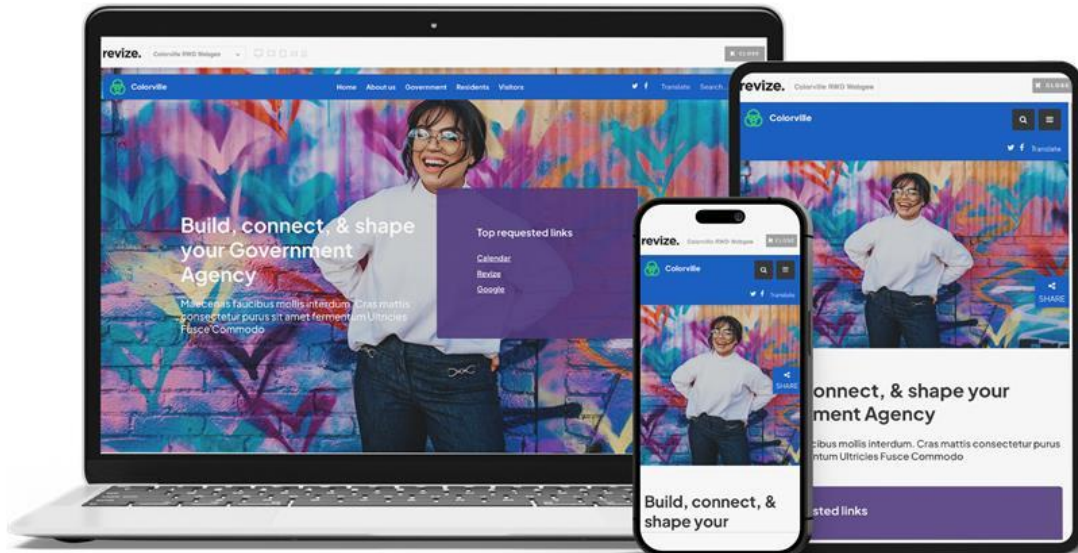 revize.
Colorville RWD Webgen
CLOSE
Colorville
Home About us Government Residents Visitors
Translate Search...
Build, connect, & shape
your Government
Agency
Maecenas faucibus mollis interdum. Cras mattis
consectetur purus sit amet fermentum Ultricies
Fusce Commodo
Top requested links
Calendar
Revize
Google
revize.
Colorville RWD Webgen
CLOSE
Colorville
Translate
SHARE
Build, connect, &
shape your
revize.
Colorville RWD Webgen
CLOSE
Colorville
Translate
SHARE
onnect, & shape your
ment Agency
cibus mollis interdum. Cras mattis consectetur purus
ntum Ultricies Fusce Commodo
sted links